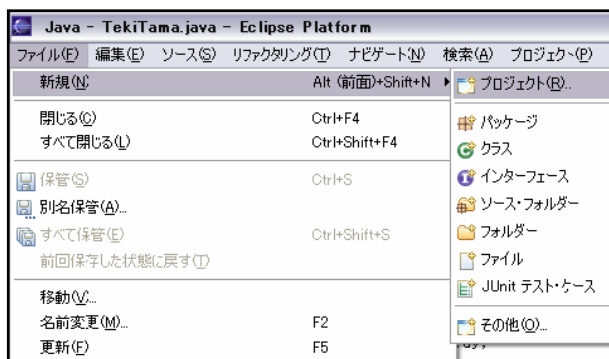 Java - TekiTama.java - Eclipse Platform
ファイル(F) 編集(E) ソース(S) リファクタリング(T) ナビゲート(N) 検索(A) プロジェクト(P)
新規(N) Alt (前面)+Shift+N
閉じる(C) Ctrl+F4
すべて閉じる(L) Ctrl+Shift+F4
保管(S) Ctrl+S
別名保管(A)...
すべて保管(E) Ctrl+Shift+S
前回保存した状態に戻す(T)
移動(V)...
名前変更(M)... F2
更新(F) F5
プロジェクト(R)...
パッケージ
クラス
インターフェース
ソース・フォルダー
フォルダー
ファイル
JUnit テスト・ケース
その他(O)...